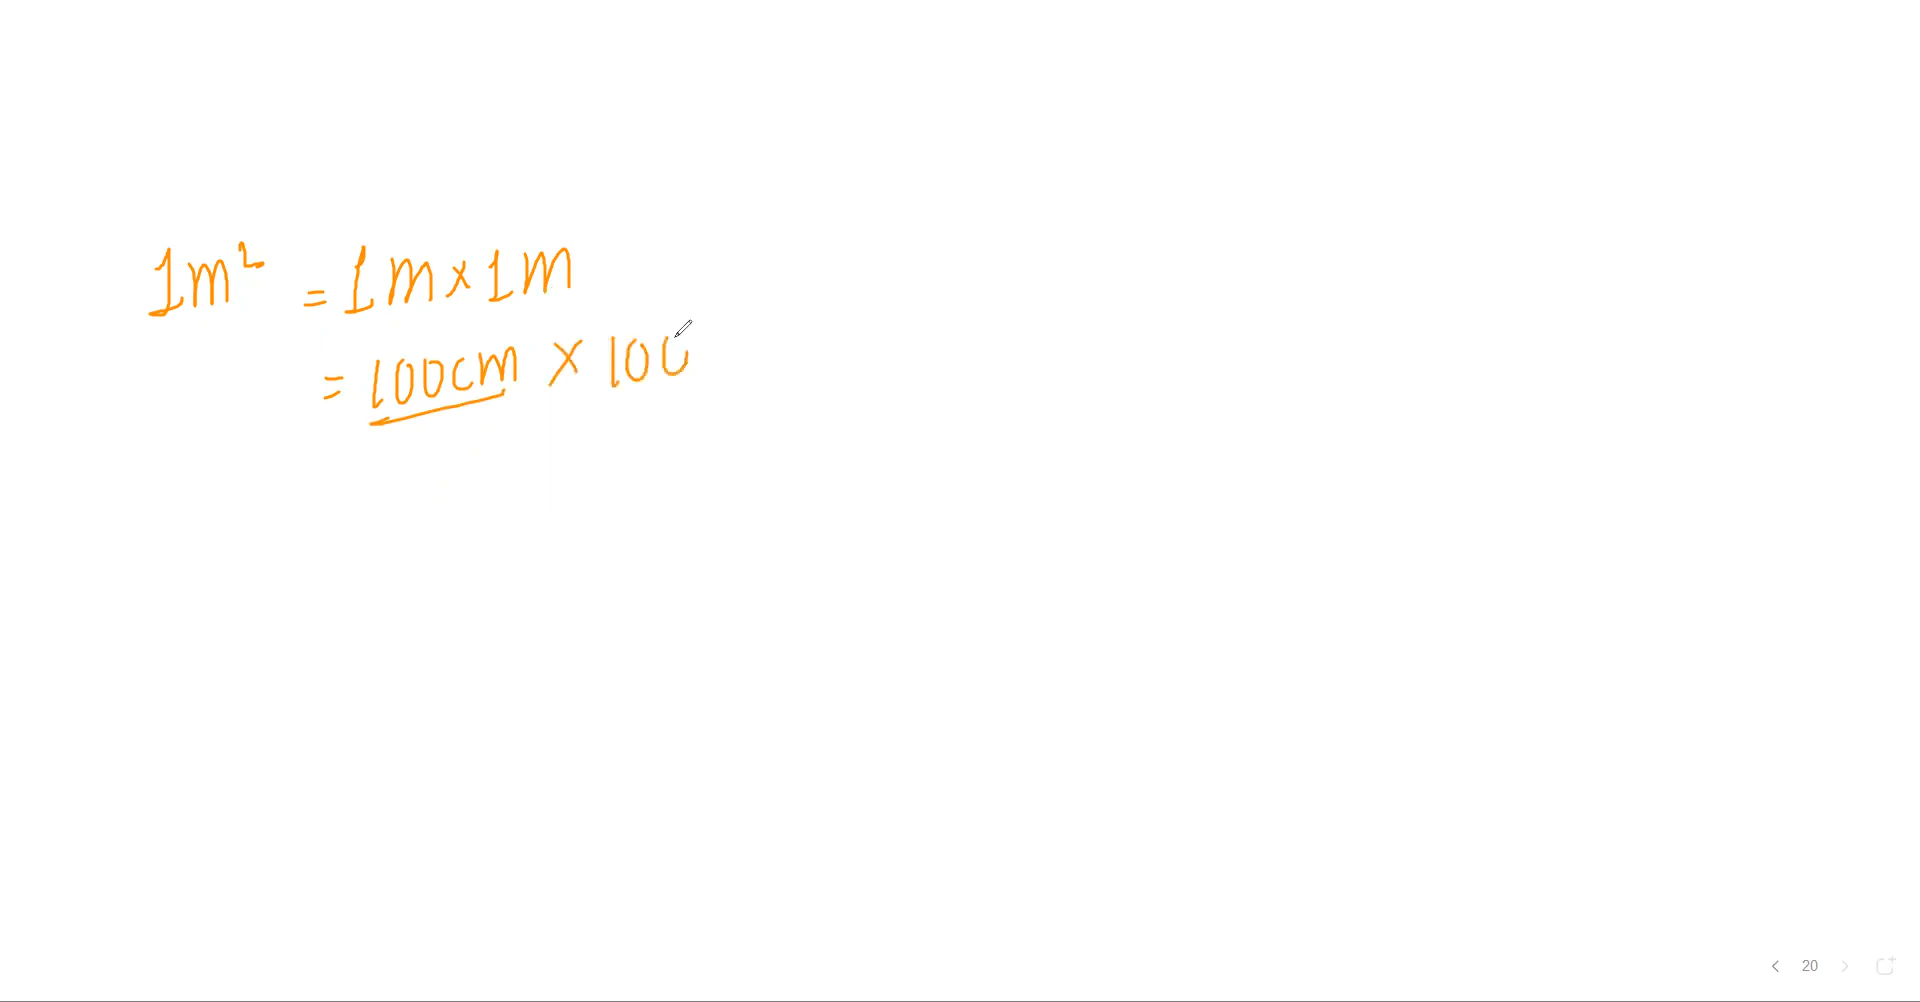 1m² = 1m×1m
= 100cm × 100
20